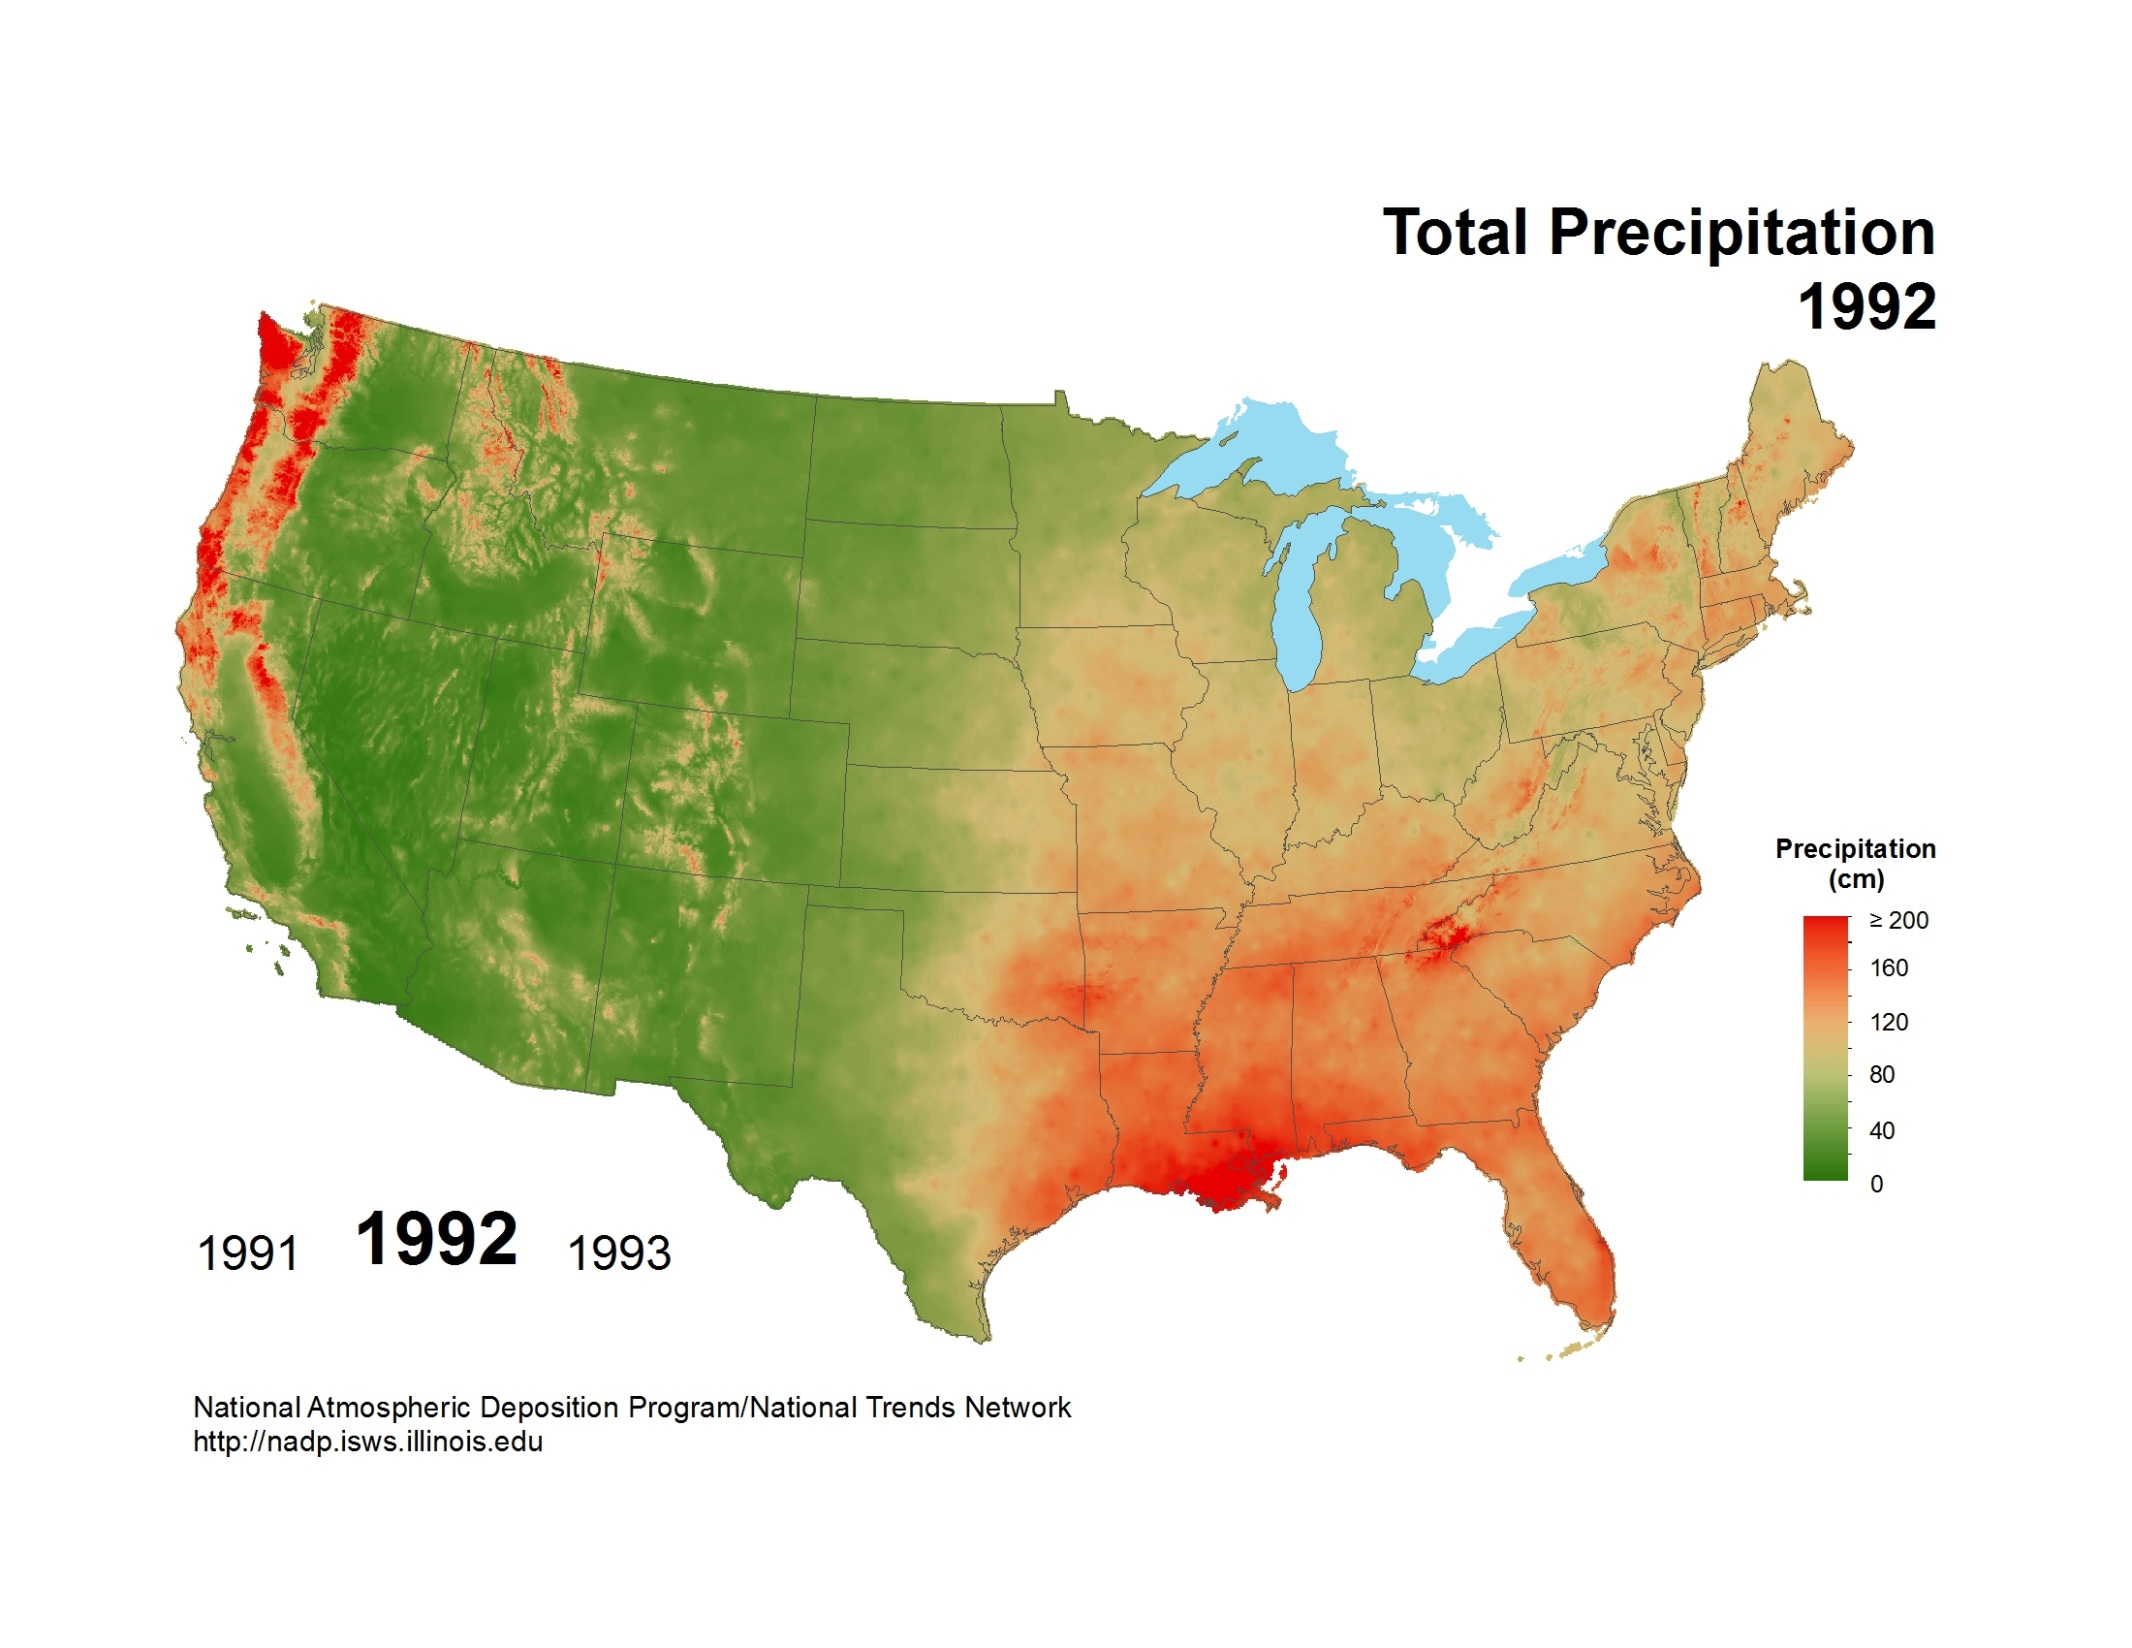 Total Precipitation
1992
Precipitation
(cm)
≥ 200
160
120
80
40
0
1991 1992 1993
National Atmospheric Deposition Program/National Trends Network
http://nadp.isws.illinois.edu